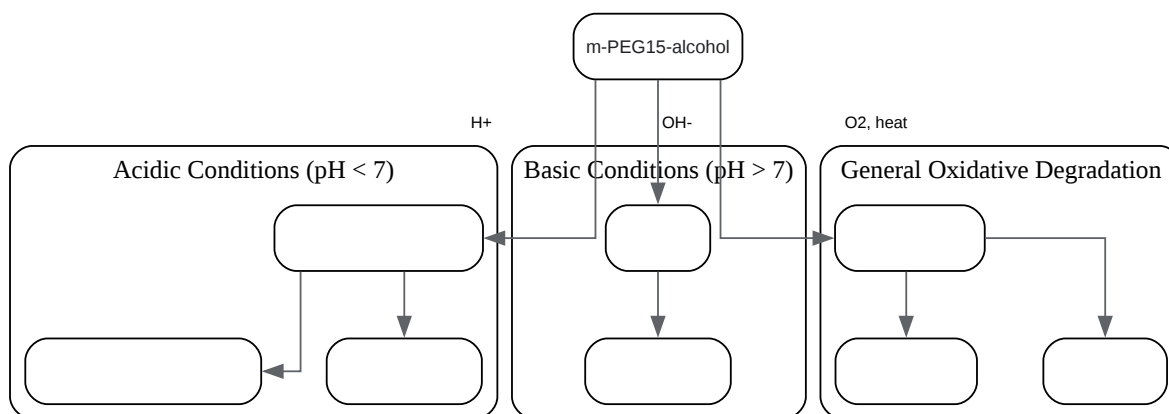 m-PEG15-alcohol
H+
OH-
O2, heat
Acidic Conditions (pH < 7)
Basic Conditions (pH > 7)
General Oxidative Degradation